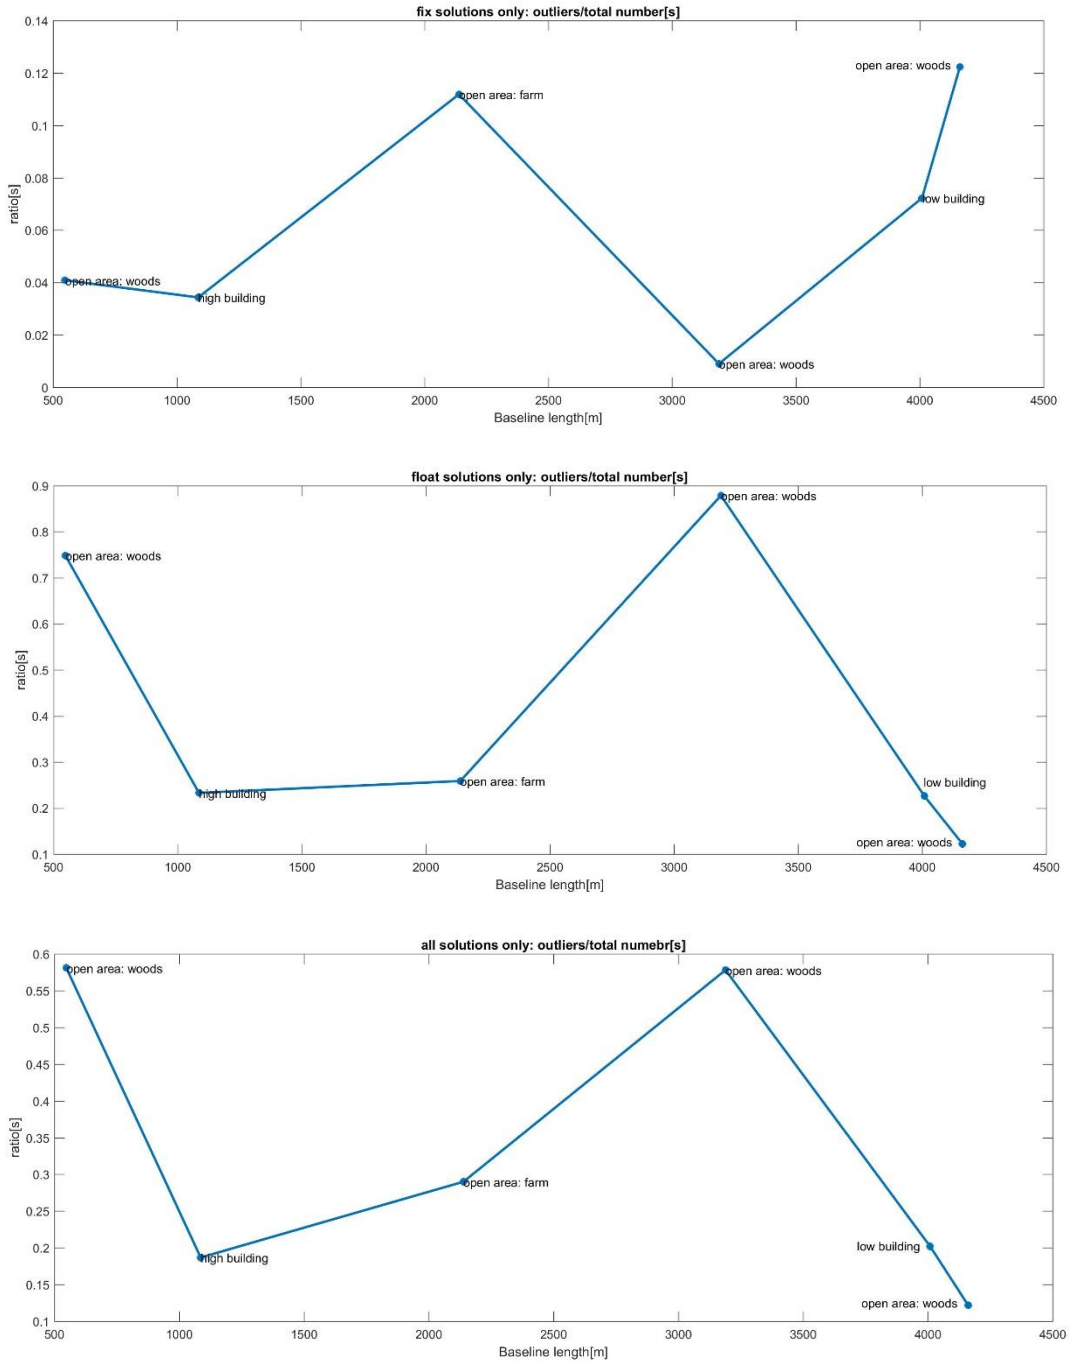 fix solutions only: outliers/total number[s]
0.14
0.12
0.1
0.08
0.06
0.04
0.02
0
ratio[s]
open area: woods
high building
open area: farm
open area: woods
low building
open area: woods
500 1000 1500 2000 2500 3000 3500 4000 4500
Baseline length[m]
float solutions only: outliers/total number[s]
0.9
0.8
0.7
0.6
0.5
0.4
0.3
0.2
0.1
ratio[s]
open area: woods
high building
open area: farm
open area: woods
low building
open area: woods
500 1000 1500 2000 2500 3000 3500 4000 4500
Baseline length[m]
all solutions only: outliers/total numebr[s]
0.6
0.55
0.5
0.45
0.4
0.35
0.3
0.25
0.2
0.15
0.1
ratio[s]
open area: woods
high building
open area: farm
open area: woods
low building
open area: woods
500 1000 1500 2000 2500 3000 3500 4000 4500
Baseline length[m]